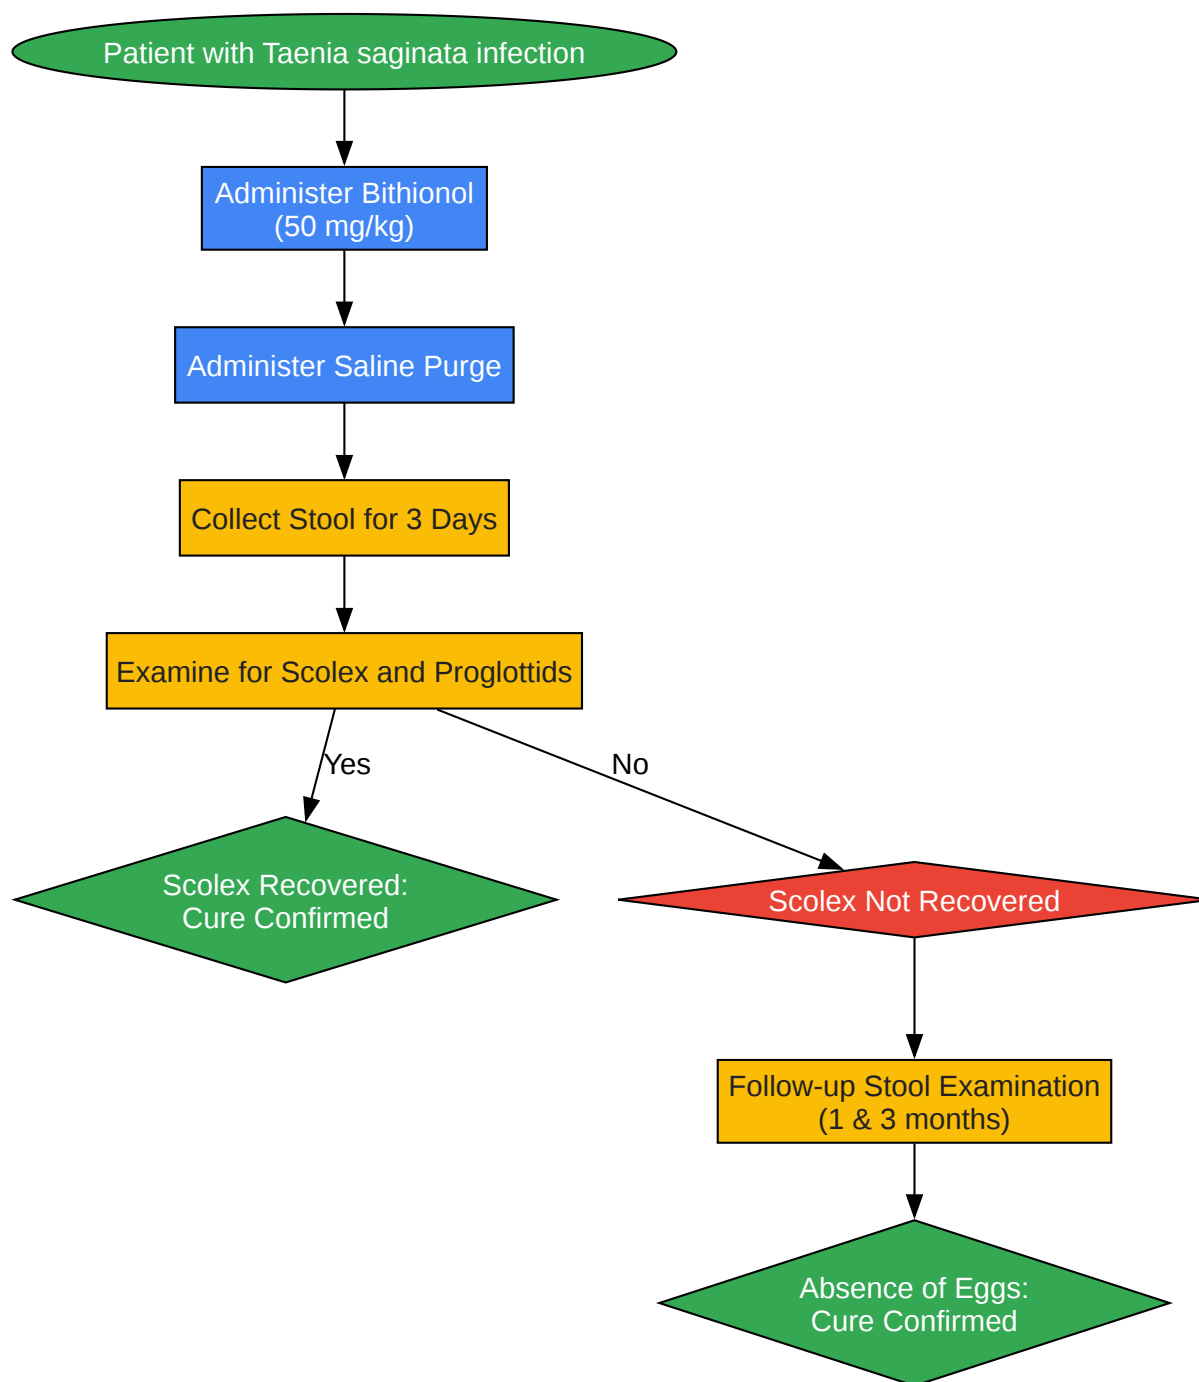 Patient with Taenia saginata infection
Administer Bithionol
(50 mg/kg)
Administer Saline Purge
Collect Stool for 3 Days
Examine for Scolex and Proglottids
Yes
No
Scolex Recovered:
Cure Confirmed
Scolex Not Recovered
Follow-up Stool Examination
(1 & 3 months)
Absence of Eggs:
Cure Confirmed